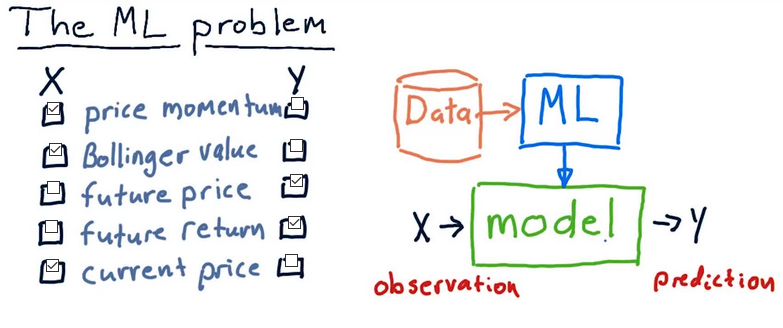 The ML problem
X Y
price momentum
Bollinger value
future price
future return
current price
Data ML
X model Y
observation prediction